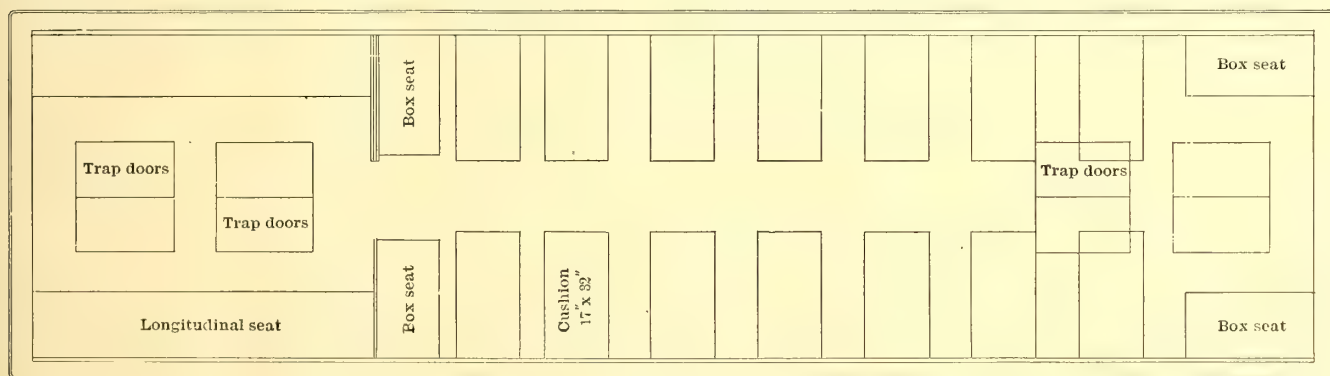 Box seat
Box seat
Trap doors
Trap doors
Trap doors
Box seat
Cushion
17" x 32"
Longitudinal seat
Box seat